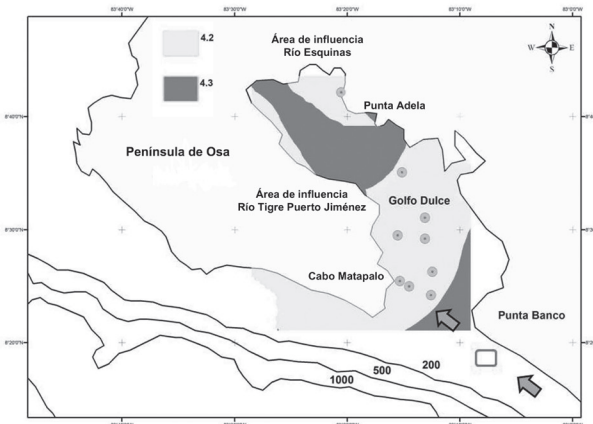 4.2
4.3
Área de influencia
Río Esquinas
N
W
E
S
Punta Adela
Península de Osa
Área de influencia
Río Tigre Puerto Jiménez
Golfo Dulce
Cabo Matapalo
Punta Banco
200
500
1000